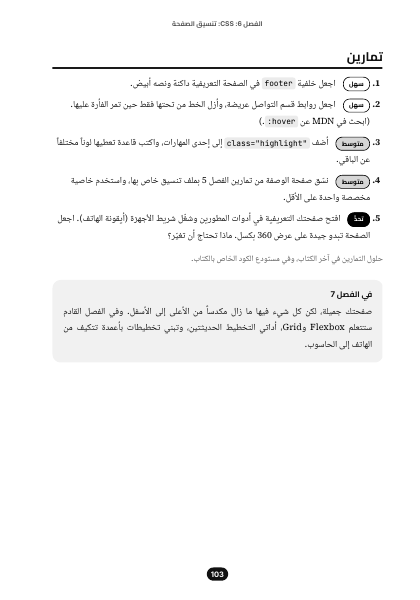 الفصل 6: CSS: تنسيق الصفحة
تمارين
1. سهل اجعل خلفية footer في الصفحة التعريفية داكنة ونصه أبيض.
2. سهل اجعل روابط قسم التواصل عريضة، وأزل الخط من تحتها فقط حين تمر الفأرة عليها.
(ابحث في MDN عن :hover.)
3. متوسط أضف class="highlight" إلى إحدى المهارات، واكتب قاعدة تعطيها لوناً مختلفاً
عن الباقي.
4. متوسط نسّق صفحة الوصفة من تمارين الفصل 5 بملف تنسيق خاص بها، واستخدم خاصية
مخصصة واحدة على الأقل.
5. تحدٍّ افتح صفحتك التعريفية في أدوات المطورين وشغّل شريط الأجهزة (أيقونة الهاتف). اجعل
الصفحة تبدو جيدة على عرض 360 بكسل. ماذا تحتاج أن تغيّر؟
حلول التمارين في آخر الكتاب، وفي مستودع الكود الخاص بالكتاب.
في الفصل 7
صفحتك جميلة، لكن كل شيء فيها ما زال مكدساً من الأعلى إلى الأسفل. وفي الفصل القادم
ستتعلم Flexbox وGrid، أداتي التخطيط الحديثتين، وتبني تخطيطات بأعمدة تتكيف من
الهاتف إلى الحاسوب.
103